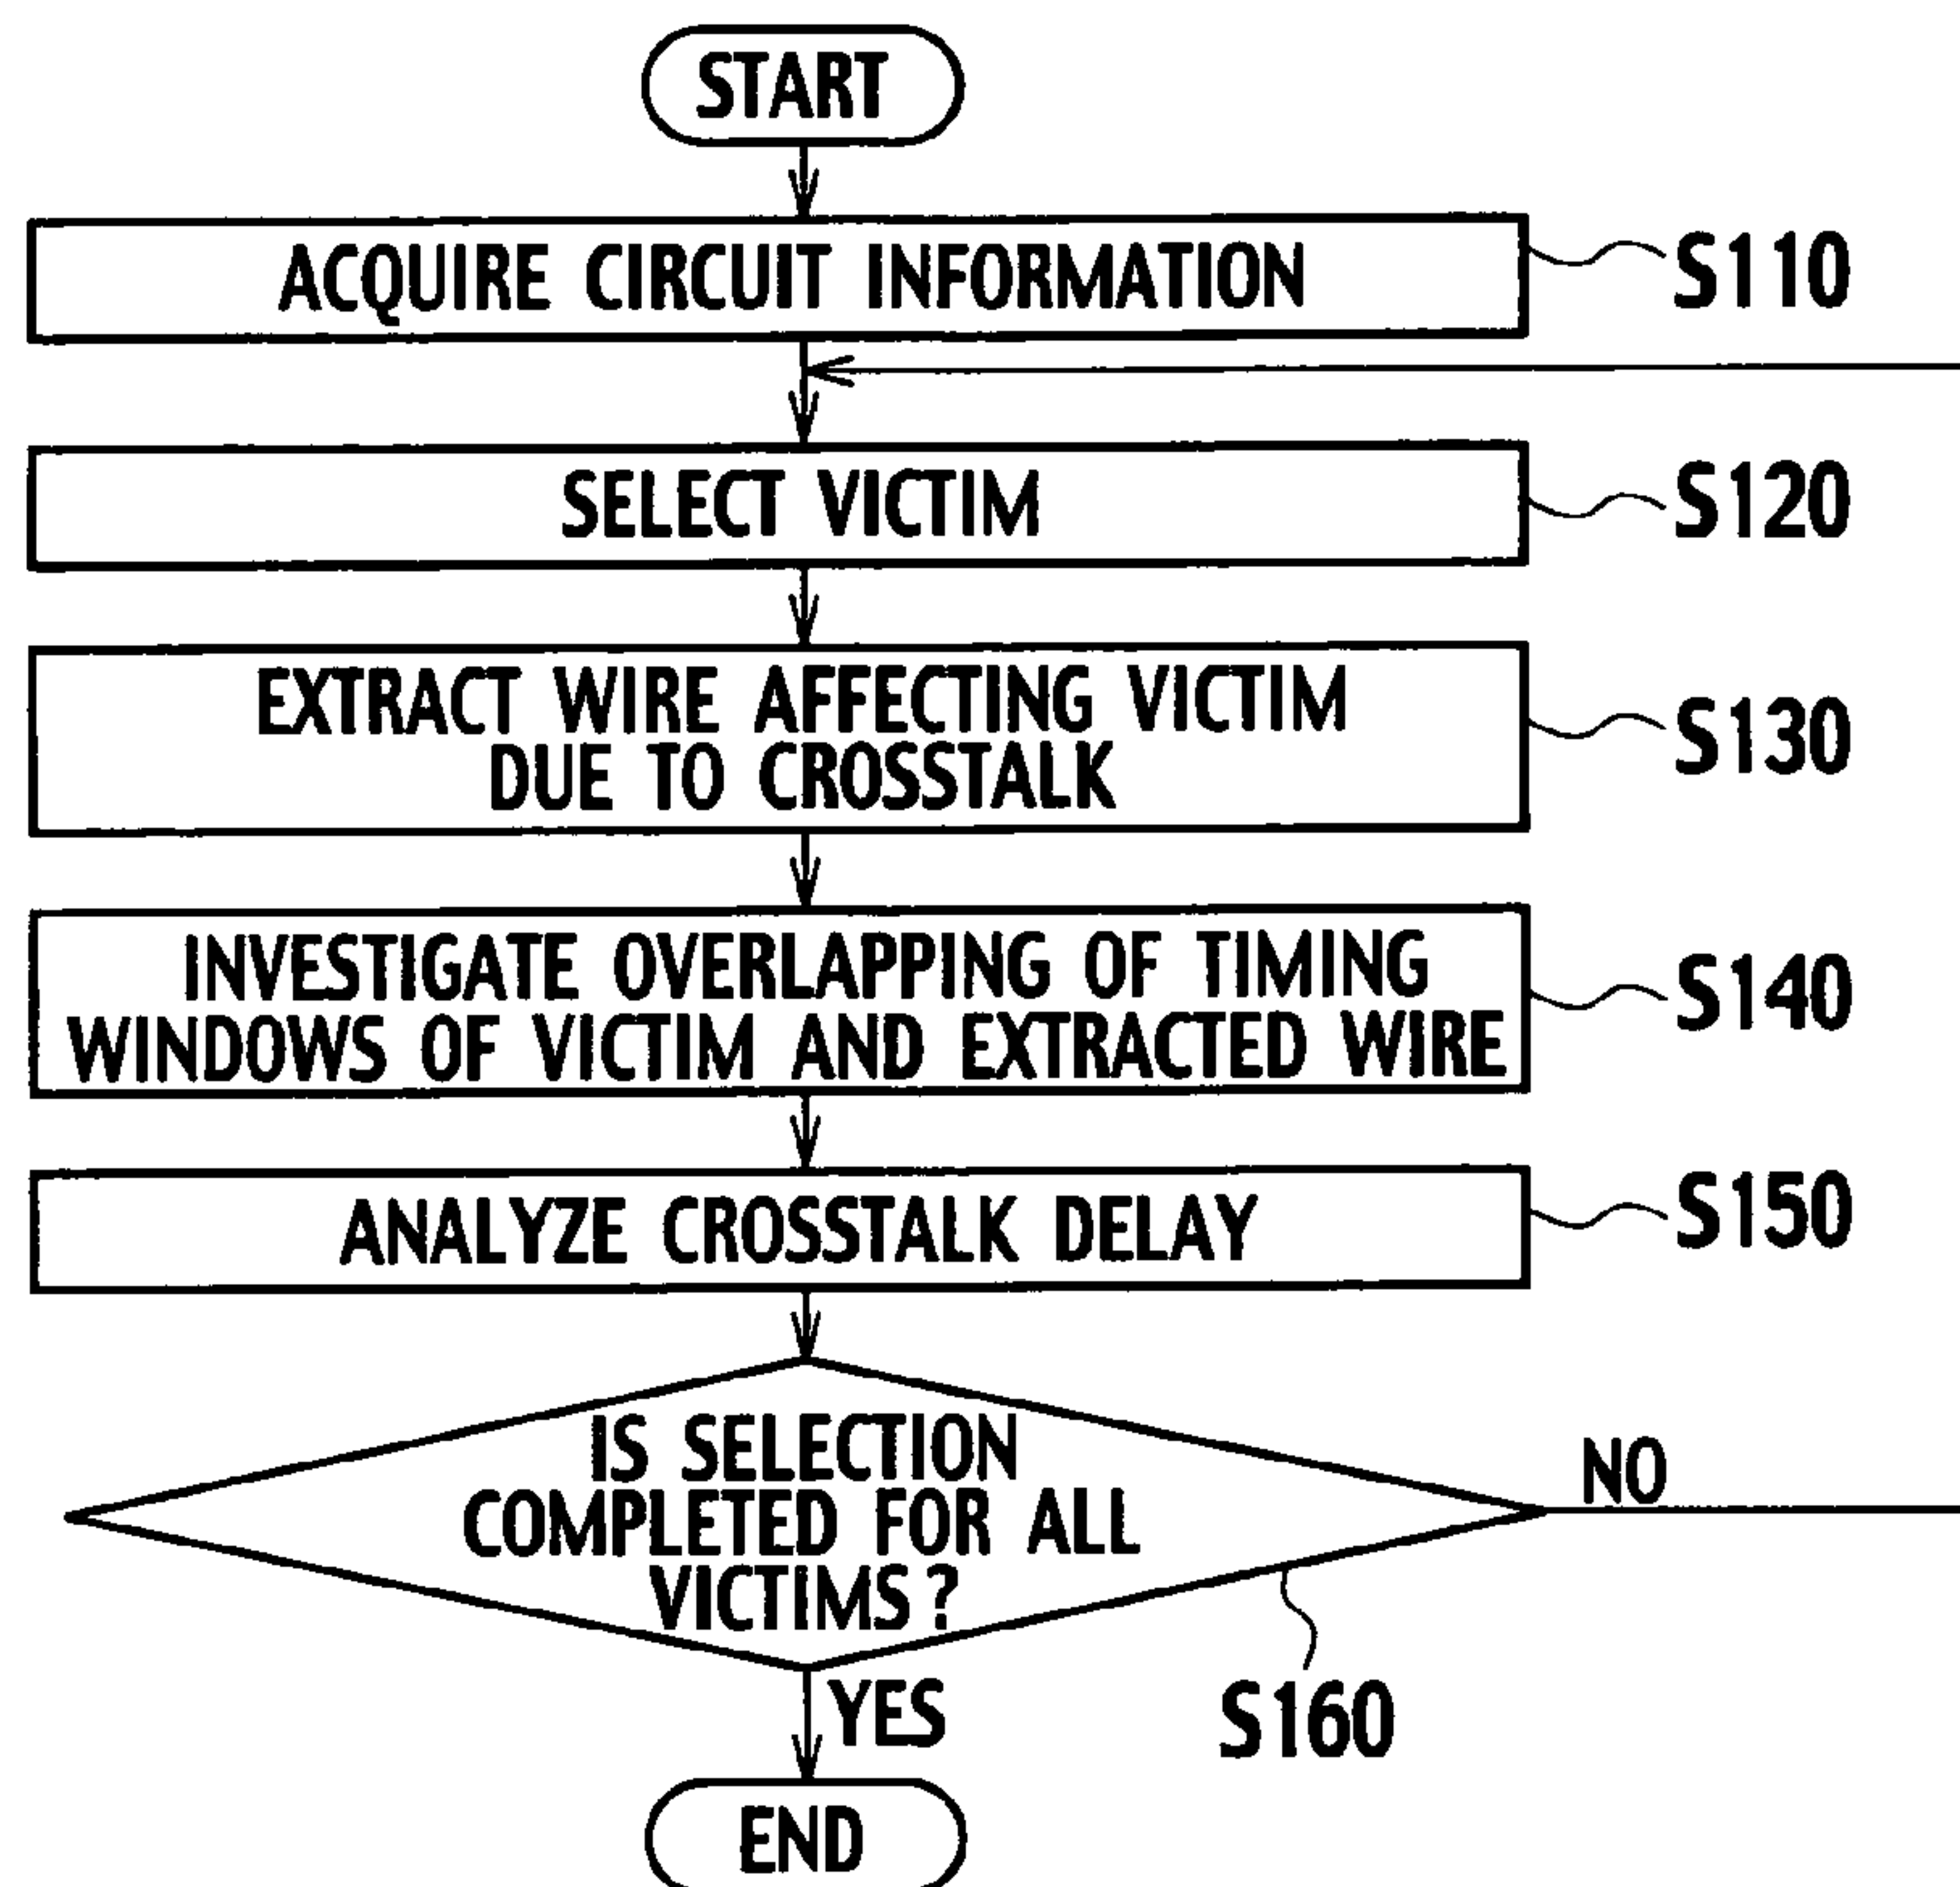 START
ACQUIRE CIRCUIT INFORMATION
S110
SELECT VICTIM
S120
EXTRACT WIRE AFFECTING VICTIM
DUE TO CROSSTALK
S130
INVESTIGATE OVERLAPPING OF TIMING
WINDOWS OF VICTIM AND EXTRACTED WIRE
S140
ANALYZE CROSSTALK DELAY
S150
IS SELECTION
COMPLETED FOR ALL
VICTIMS?
NO
YES
S160
END